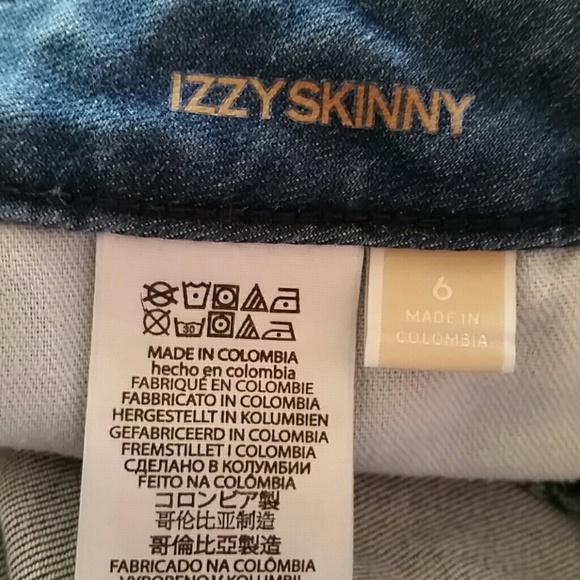 IZZY SKINNY
6
MADE IN
COLOMBIA
30
MADE IN COLOMBIA
hecho en colombia
FABRIQUÉ EN COLOMBIE
FABBRICATO IN COLOMBIA
HERGESTELLT IN KOLUMBIEN
GEFABRICEERD IN COLOMBIA
FREMSTILLET I COLOMBIA
СДЕЛАНО В КОЛУМБИИ
FEITO NA COLÔMBIA
コロンビア製
哥伦比亚制造
哥倫比亞製造
FABRICADO NA COLÔMBIA